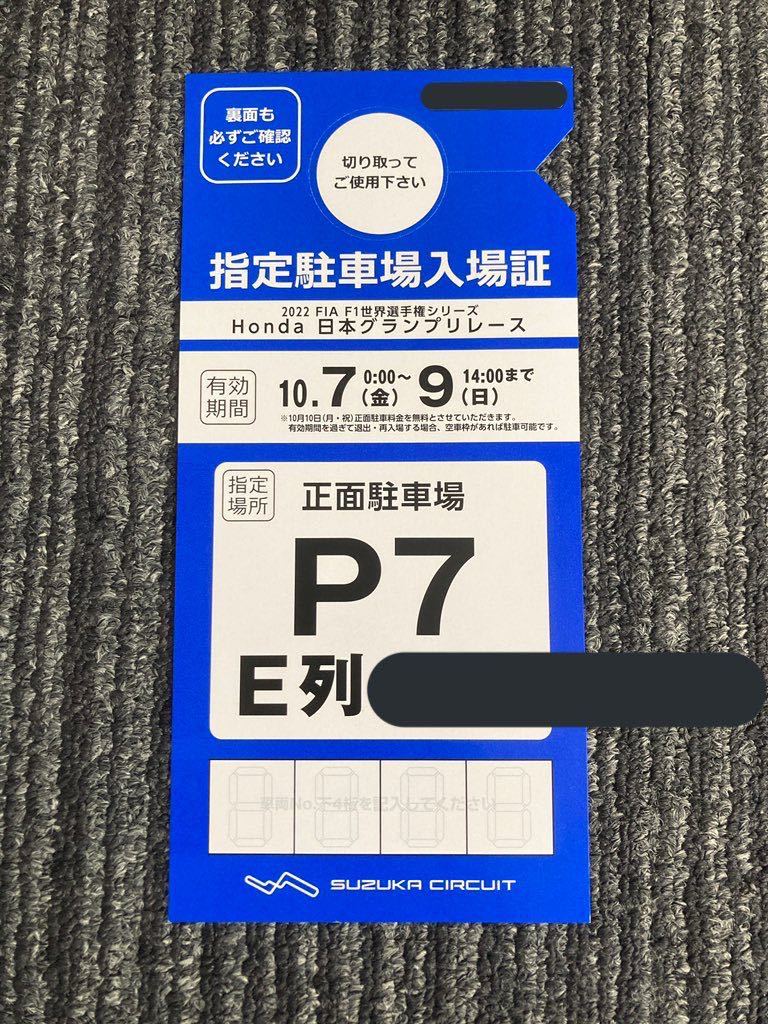 裏面も
必ずご確認
ください
切り取って
ご使用下さい
指定駐車場入場証
2022 FIA F1世界選手権シリーズ
Honda 日本グランプリレース
有効
期間
10.7 0:00〜 (金) 9 14:00まで (日)
※10月10日(月・祝)正面駐車料金を無料とさせていただきます。
有効期間を過ぎて退出・再入場する場合、空車枠があれば駐車可能です。
指定
場所
正面駐車場
P7
E列
車両No.下4桁を記入してください
SUZUKA CIRCUIT